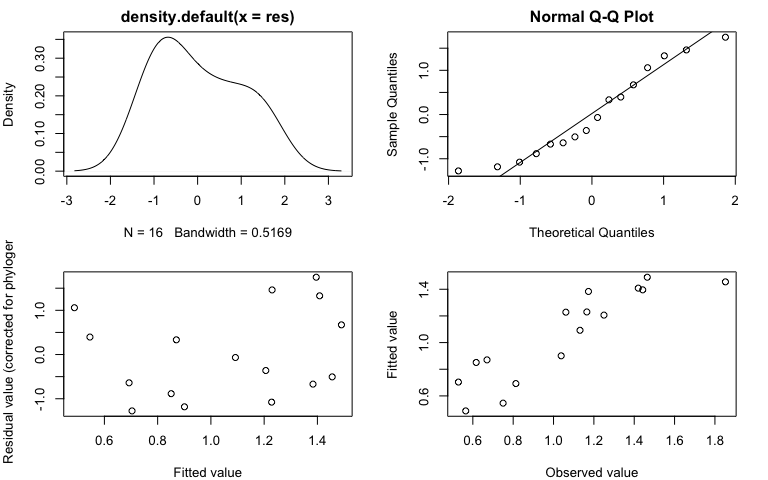 density.default(x = res)
Density
0.00 0.10 0.20 0.30
-3 -2 -1 0 1 2 3
N = 16 Bandwidth = 0.5169
Normal Q-Q Plot
Sample Quantiles
-1.0 0.0 1.0
-2 -1 0 1 2
Theoretical Quantiles
Residual value (corrected for phyloger
-1.0 0.0 1.0
0.6 0.8 1.0 1.2 1.4
Fitted value
Fitted value
0.6 1.0 1.4
0.6 0.8 1.0 1.2 1.4 1.6 1.8
Observed value